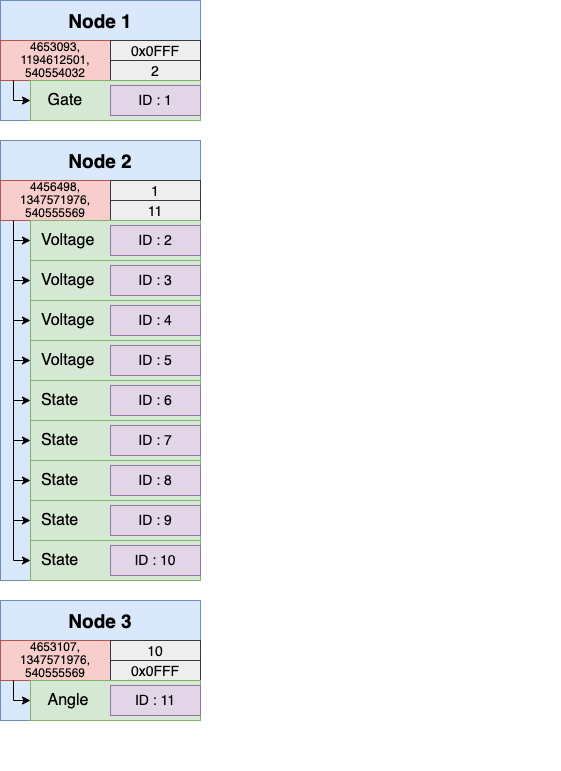 Node 1
4653093,
1194612501,
540554032
0x0FFF
2
Gate
ID : 1
Node 2
4456498,
1347571976,
540555569
1
11
Voltage
ID : 2
Voltage
ID : 3
Voltage
ID : 4
Voltage
ID : 5
State
ID : 6
State
ID : 7
State
ID : 8
State
ID : 9
State
ID : 10
Node 3
4653107,
1347571976,
540555569
10
0x0FFF
Angle
ID : 11